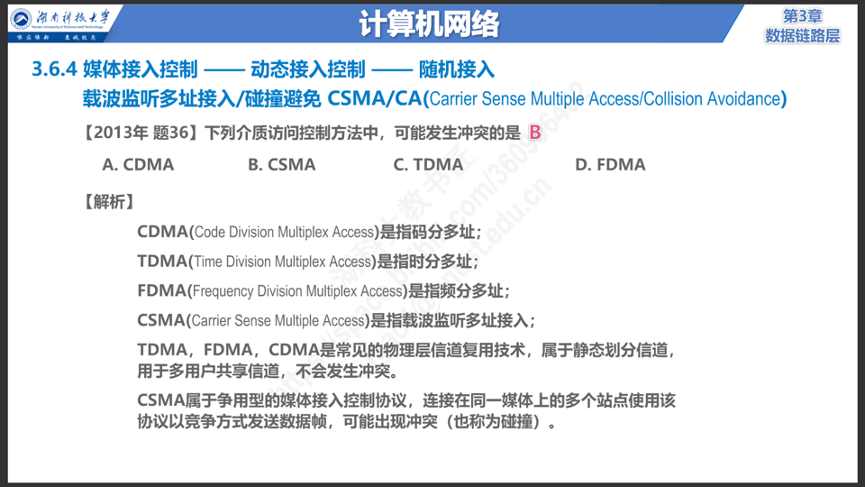 湖南科技大学
Hunan University of Science and Technology
唯实惟新 至诚致志
计算机网络
第3章
数据链路层
3.6.4 媒体接入控制 —— 动态接入控制 —— 随机接入
载波监听多址接入/碰撞避免 CSMA/CA(Carrier Sense Multiple Access/Collision Avoidance)
【2013年 题36】下列介质访问控制方法中，可能发生冲突的是 B
A. CDMA B. CSMA C. TDMA D. FDMA
【解析】
CDMA(Code Division Multiplex Access)是指码分多址；
TDMA(Time Division Multiplex Access)是指时分多址；
FDMA(Frequency Division Multiplex Access)是指频分多址；
CSMA(Carrier Sense Multiple Access)是指载波监听多址接入；
TDMA，FDMA，CDMA是常见的物理层信道复用技术，属于静态划分信道，
用于多用户共享信道，不会发生冲突。
CSMA属于争用型的媒体接入控制协议，连接在同一媒体上的多个站点使用该
协议以竞争方式发送数据帧，可能出现冲突（也称为碰撞）。